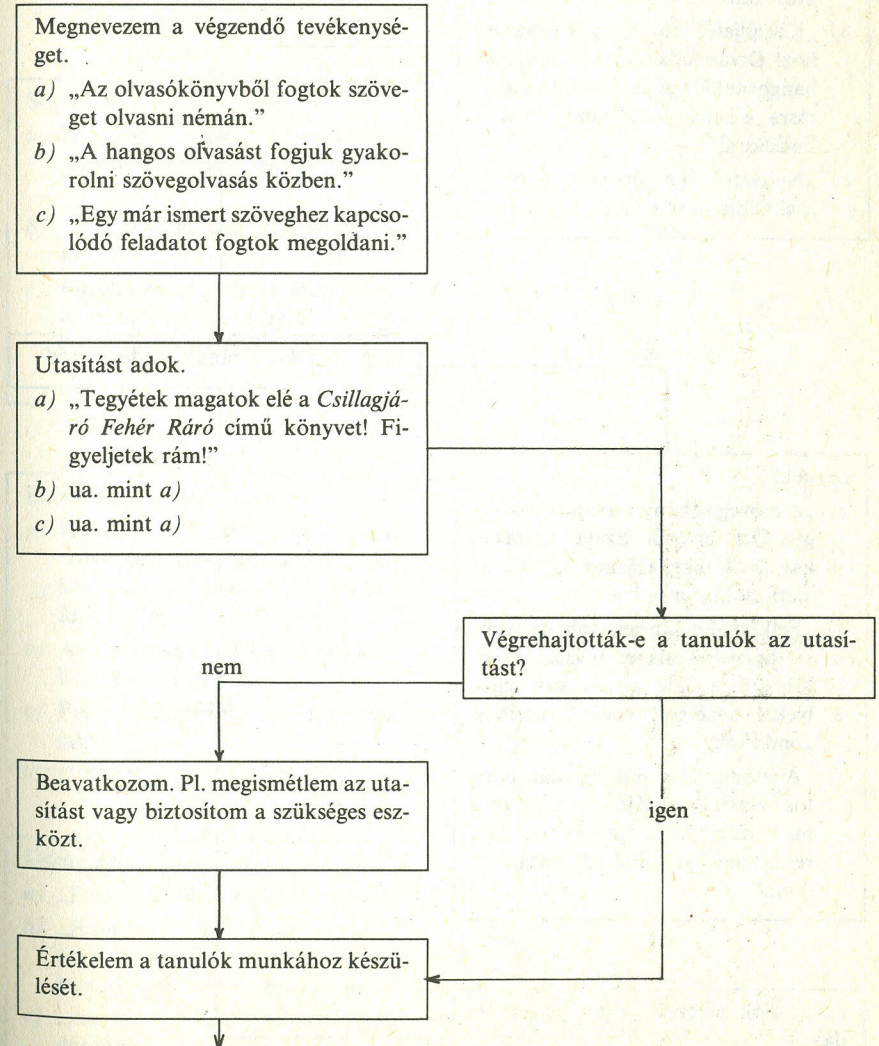 Megnevezem a végzendő tevékenysé-
get.
a) „Az olvasókönyvből fogtok szöve-
get olvasni némán.”
b) „A hangos olvasást fogjuk gyako-
rolni szövegolvasás közben.”
c) „Egy már ismert szöveghez kapcso-
lódó feladatot fogtok megoldani.”
Utasítást adok.
a) „Tegyétek magatok elé a Csillagjá-
ró Fehér Ráró című könyvet! Fi-
gyeljetek rám!”
b) ua. mint a)
c) ua. mint a)
Végrehajtották-e a tanulók az utasí-
tást?
nem
Beavatkozom. Pl. megismétlem az uta-
sítást vagy biztosítom a szükséges esz-
közt.
igen
Értékelem a tanulók munkához készü-
lését.